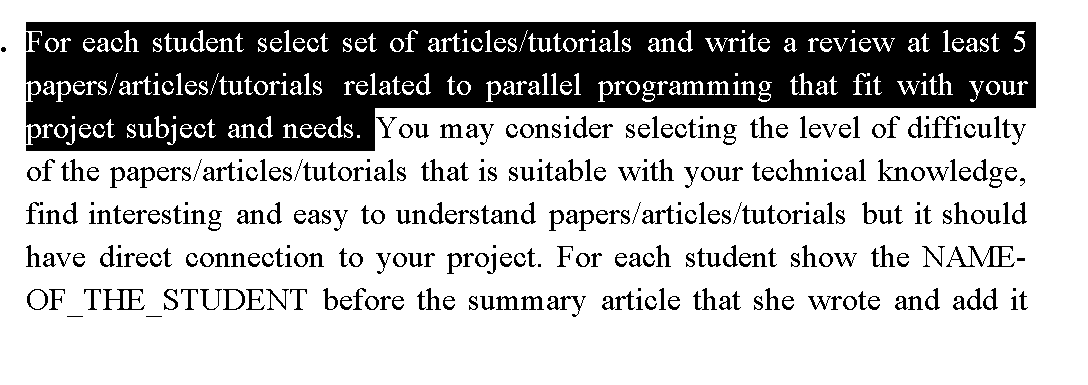 . For each student select set of articles/tutorials and write a review at least 5
papers/articles/tutorials related to parallel programming that fit with your
project subject and needs. You may consider selecting the level of difficulty
of the papers/articles/tutorials that is suitable with your technical knowledge,
find interesting and easy to understand papers/articles/tutorials but it should
have direct connection to your project. For each student show the NAME-
OF_THE_STUDENT before the summary article that she wrote and add it